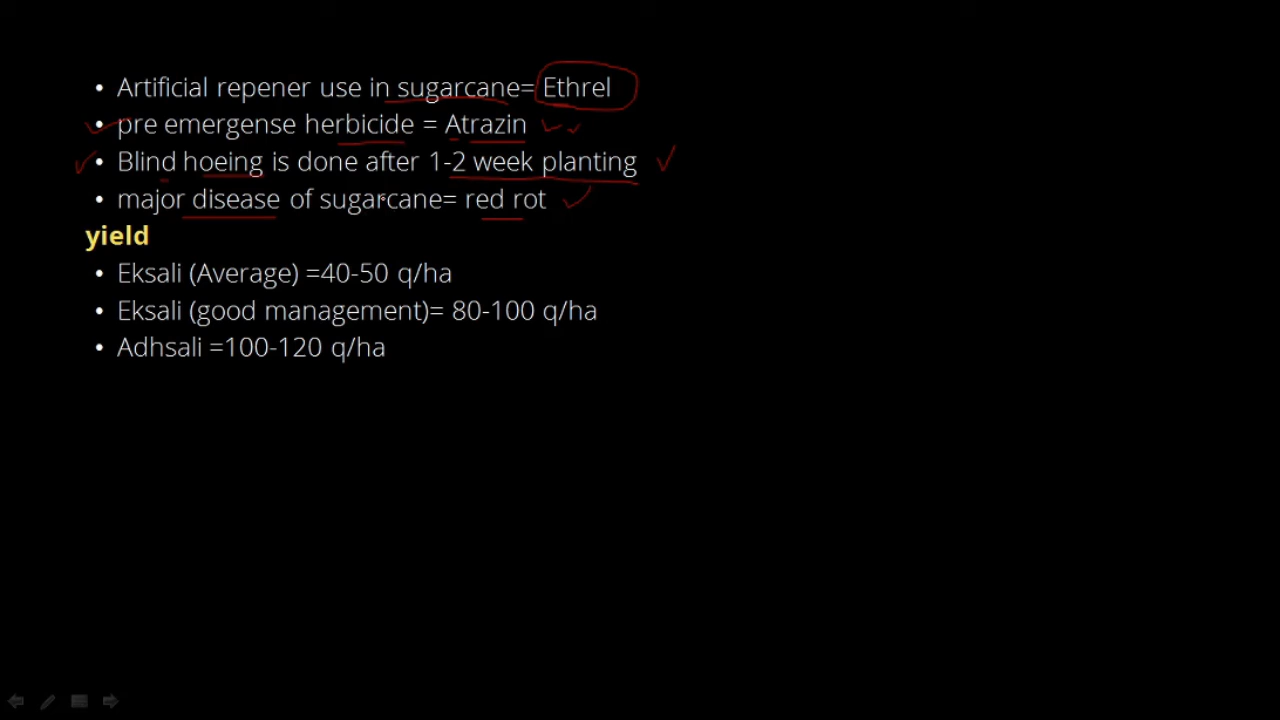 • Artificial repener use in sugarcane= Ethrel
• pre emergense herbicide = Atrazin
• Blind hoeing is done after 1-2 week planting
• major disease of sugarcane= red rot
yield
• Eksali (Average) =40-50 q/ha
• Eksali (good management)= 80-100 q/ha
• Adhsali =100-120 q/ha